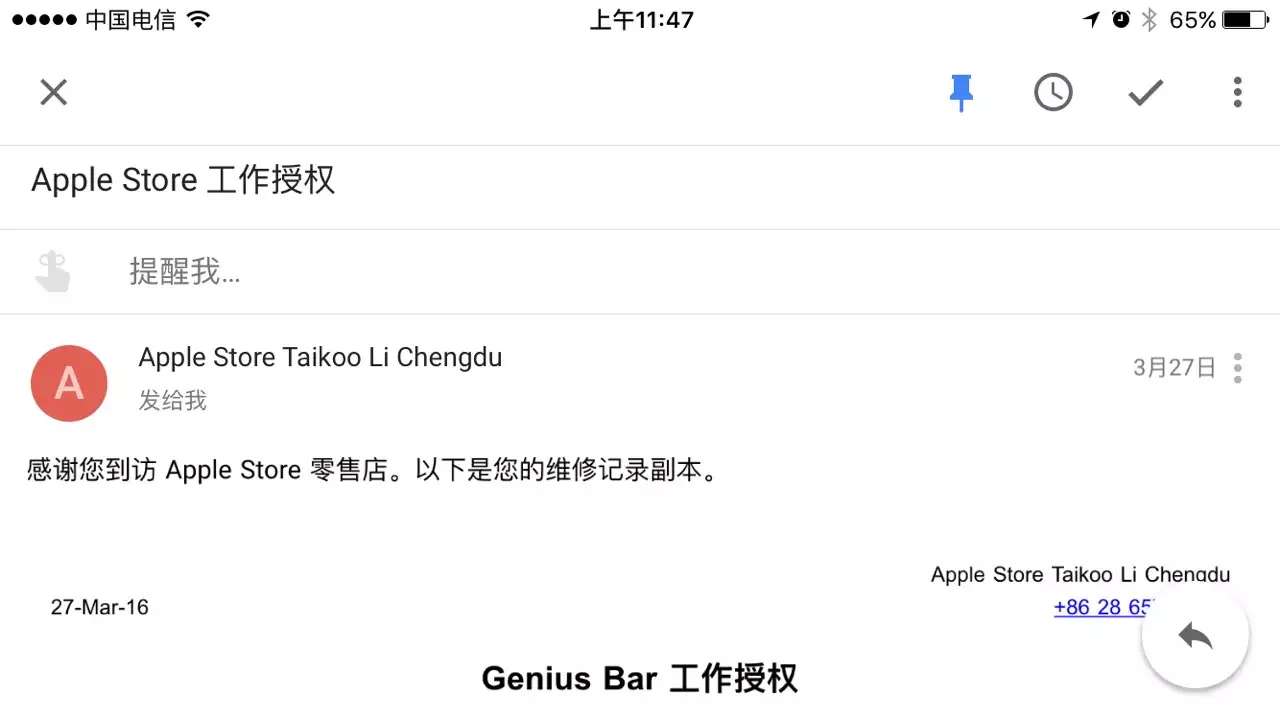 中国电信 上午11:47 65%
Apple Store 工作授权
提醒我...
A
Apple Store Taikoo Li Chengdu
3月27日
发给我
感谢您到访 Apple Store 零售店。以下是您的维修记录副本。
Apple Store Taikoo Li Chengdu
27-Mar-16
+86 28 65
Genius Bar 工作授权